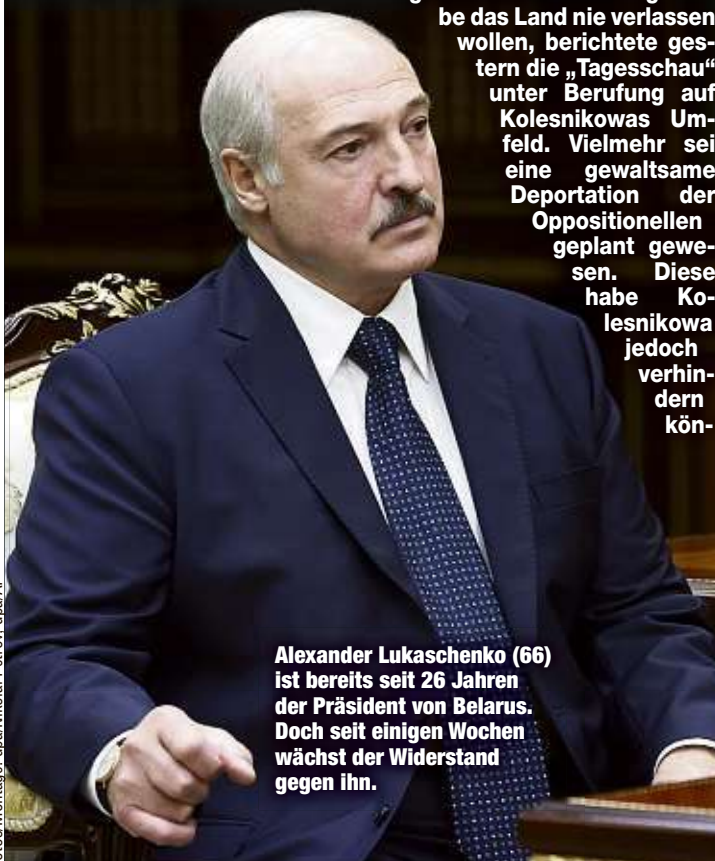 be das Land nie verlassen
wollen, berichtete ges-
tern die „Tagesschau“
unter Berufung auf
Kolesnikowas Um-
feld. Vielmehr sei
eine gewaltsame
Deportation der
Oppositionellen
geplant gewe-
sen. Diese
habe Ko-
lesnikowa
jedoch
verhin-
dern
kön-
Alexander Lukaschenko (66)
ist bereits seit 26 Jahren
der Präsident von Belarus.
Doch seit einigen Wochen
wächst der Widerstand
gegen ihn.